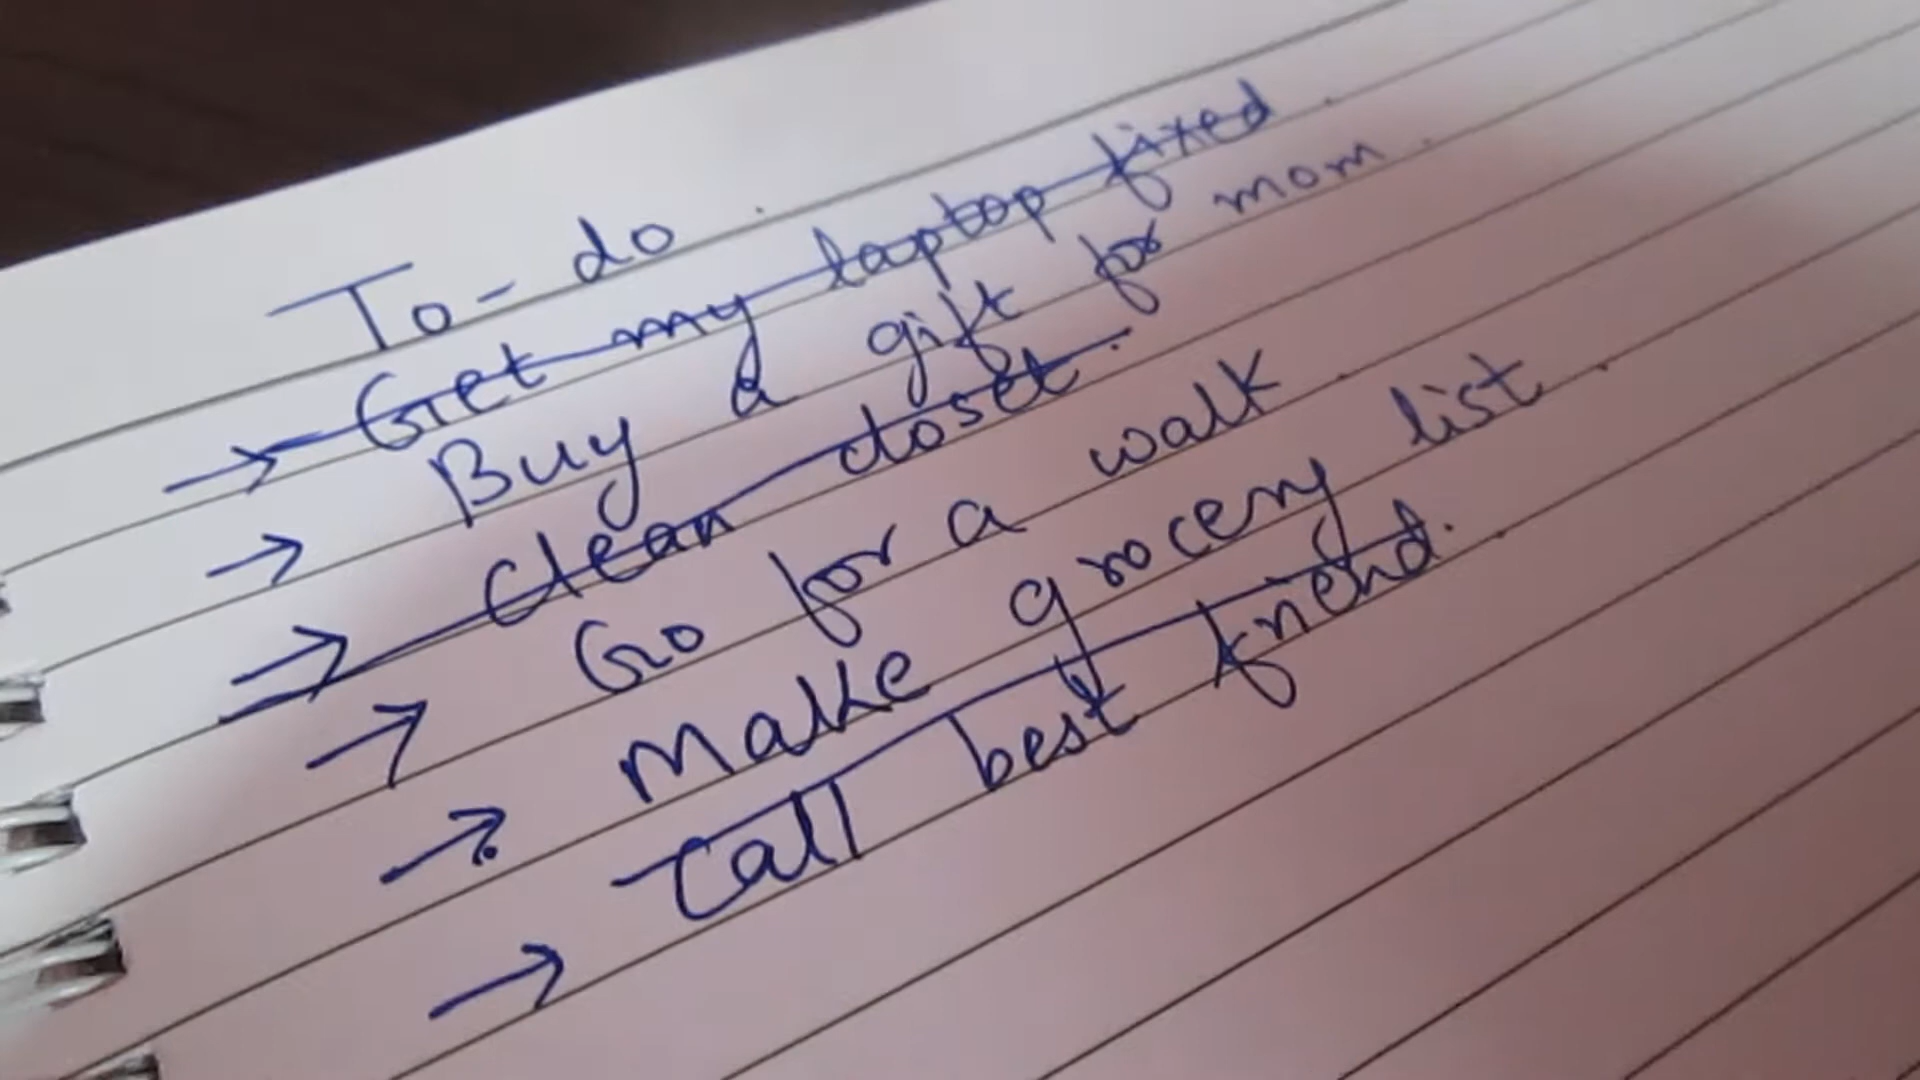 To-do.
→ Get my laptop fixed.
→ Buy a gift for mom.
→ Clean closet.
→ Go for a walk.
→ Make grocery list.
→ Call best friend.